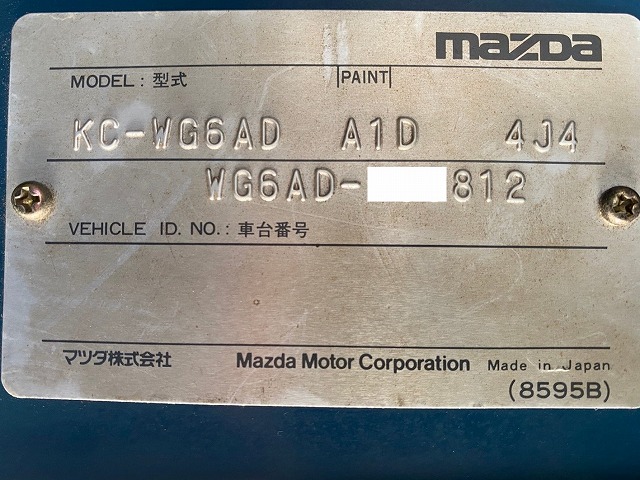 mazda
MODEL: 型式 PAINT
KC-WG6AD A1D 4J4
WG6AD- 812
VEHICLE ID. NO.: 車台番号
マツダ株式会社 Mazda Motor Corporation Made in Japan
(8595B)